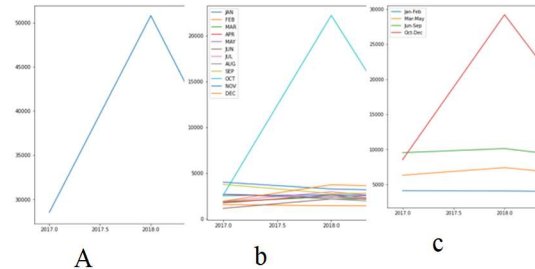 50000
45000
40000
35000
30000
2017.0
2017.5
2018.0
A
20000
15000
10000
5000
0
JAN
FEB
MAR
APR
MAY
JUN
JUL
AUG
SEP
OCT
NOV
DEC
2017.0
2017.5
2018.0
b
30000
25000
20000
15000
10000
5000
Jan-Feb
Mar-May
Jun-Sep
Oct-Dec
2017.0
2017.5
2018.0
c